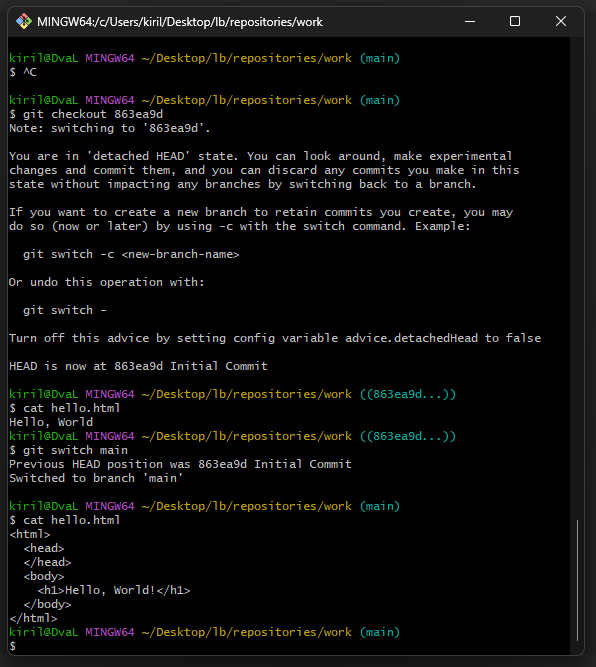 MINGW64:/c/Users/kiril/Desktop/lb/repositories/work
kiril@DvaL MINGW64 ~/Desktop/lb/repositories/work (main)
$ ^C
kiril@DvaL MINGW64 ~/Desktop/lb/repositories/work (main)
$ git checkout 863ea9d
Note: switching to '863ea9d'.
You are in 'detached HEAD' state. You can look around, make experimental
changes and commit them, and you can discard any commits you make in this
state without impacting any branches by switching back to a branch.
If you want to create a new branch to retain commits you create, you may
do so (now or later) by using -c with the switch command. Example:
  git switch -c <new-branch-name>
Or undo this operation with:
  git switch -
Turn off this advice by setting config variable advice.detachedHead to false
HEAD is now at 863ea9d Initial Commit
kiril@DvaL MINGW64 ~/Desktop/lb/repositories/work ((863ea9d...))
$ cat hello.html
Hello, World
kiril@DvaL MINGW64 ~/Desktop/lb/repositories/work ((863ea9d...))
$ git switch main
Previous HEAD position was 863ea9d Initial Commit
Switched to branch 'main'
kiril@DvaL MINGW64 ~/Desktop/lb/repositories/work (main)
$ cat hello.html
<html>
  <head>
  </head>
  <body>
    <h1>Hello, World!</h1>
  </body>
</html>
kiril@DvaL MINGW64 ~/Desktop/lb/repositories/work (main)
$